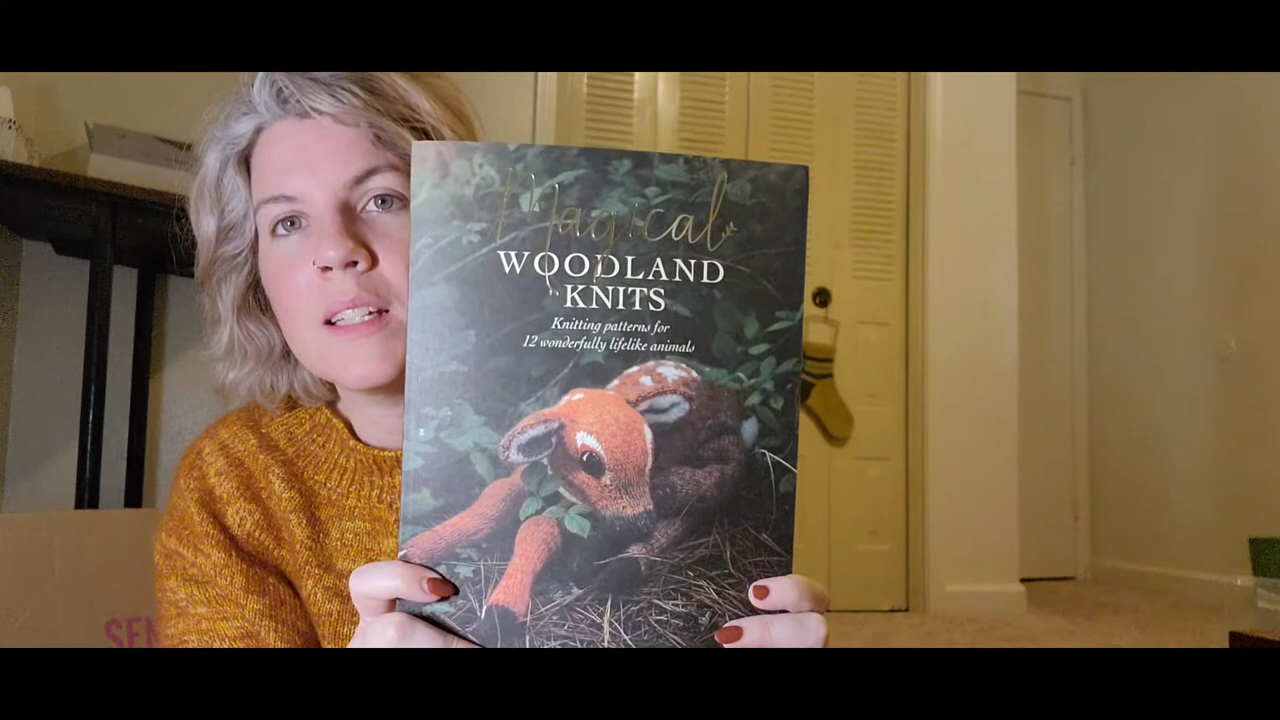 Magical
WOODLAND
KNITS
Knitting patterns for
12 wonderfully lifelike animals